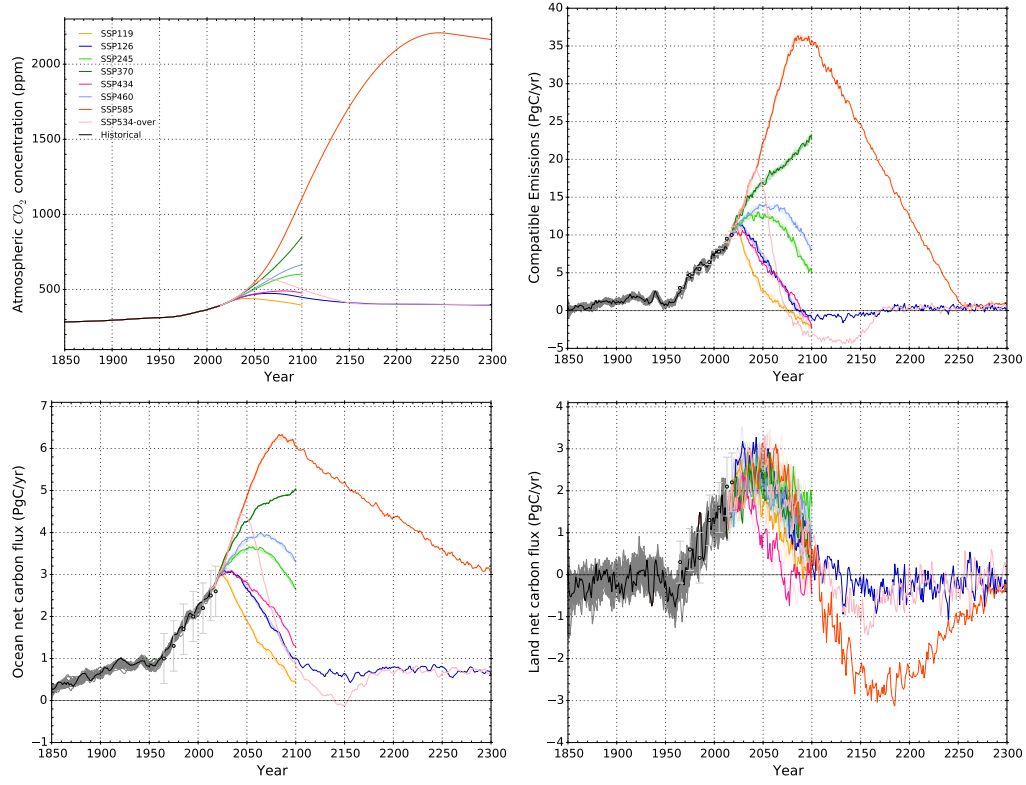 Atmospheric CO2 concentration (ppm)
2200
1500
1000
500
SSP119
SSP126
SSP245
SSP370
SSP434
SSP460
SSP585
SSP534-over
Historical
1850 1900 1950 2000 2050 2100 2150 2200 2250 2300
Year
Compatible Emissions (PgC/yr)
40
35
30
25
20
15
10
5
0
−5
1850 1900 1950 2000 2050 2100 2150 2200 2250 2300
Year
Ocean net carbon flux (PgC/yr)
7
6
5
4
3
2
1
0
−1
1850 1900 1950 2000 2050 2100 2150 2200 2250 2300
Year
Land net carbon flux (PgC/yr)
4
3
2
1
0
−1
−2
−3
−4
1850 1900 1950 2000 2050 2100 2150 2200 2250 2300
Year